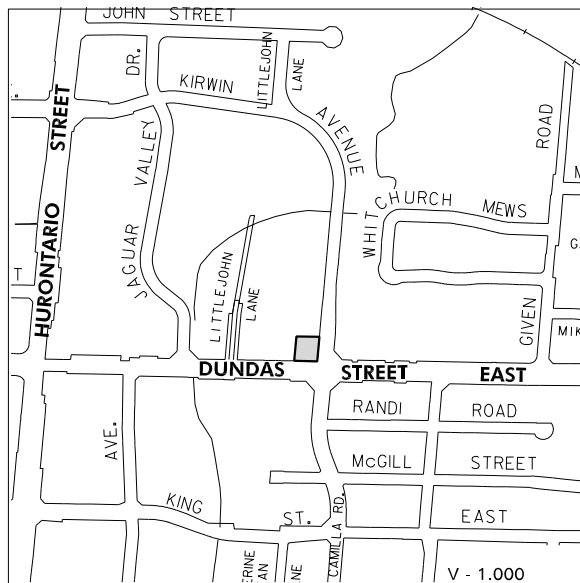 JOHN STREET
DR.
KIRWIN
LITTLEJOHN
LANE
AVENUE
STREET
ROAD
VALLEY
WHITCHURCH MEWS
JAGUAR
HURONTARIO
LITTLEJOHN
LANE
GIVEN
MIK
DUNDAS STREET EAST
RANDI ROAD
AVE.
McGILL STREET
KING ST. EAST
CAMILLA RD.
V - 1.000